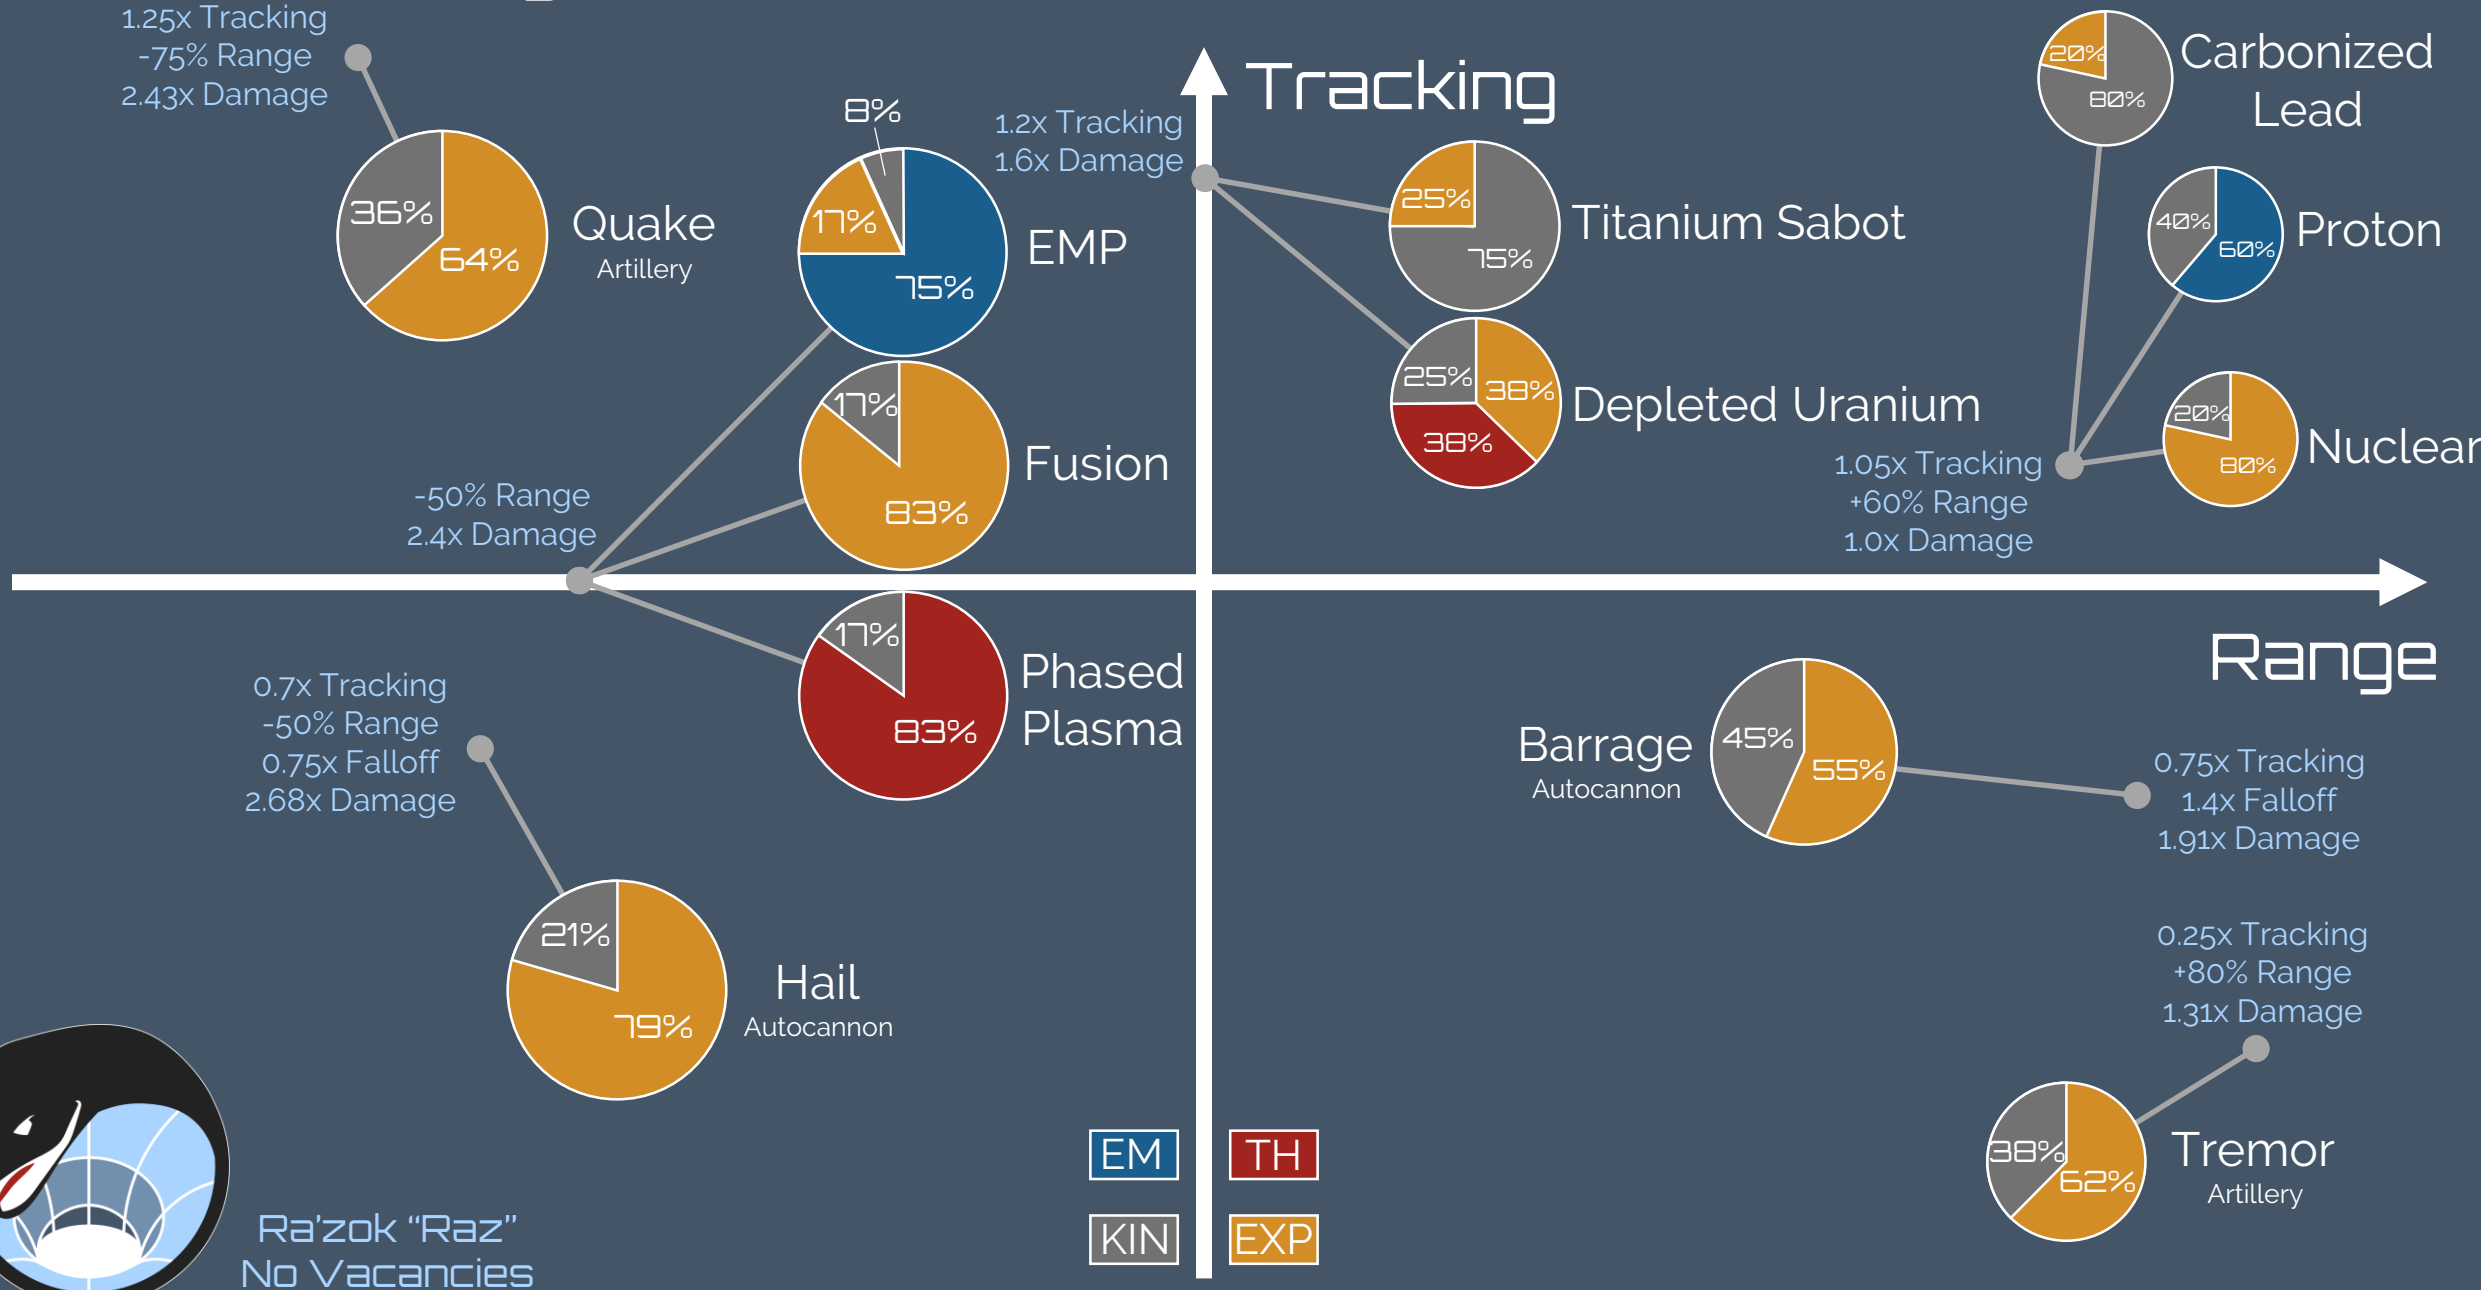 1.25x Tracking
-75% Range
2.43x Damage
36%
64%
Quake
Artillery
8%
17%
75%
EMP
1.2x Tracking
1.6x Damage
Tracking
25%
75%
Titanium Sabot
20%
80%
Carbonized
Lead
40%
60%
Proton
17%
83%
Fusion
25%
38%
38%
Depleted Uranium
20%
80%
Nuclear
1.05x Tracking
+60% Range
1.0x Damage
-50% Range
2.4x Damage
Range
17%
83%
Phased
Plasma
0.7x Tracking
-50% Range
0.75x Falloff
2.68x Damage
Barrage
Autocannon
45%
55%
0.75x Tracking
1.4x Falloff
1.91x Damage
21%
79%
Hail
Autocannon
0.25x Tracking
+80% Range
1.31x Damage
38%
62%
Tremor
Artillery
EM
TH
KIN
EXP
Ra'zok “Raz”
No Vacancies